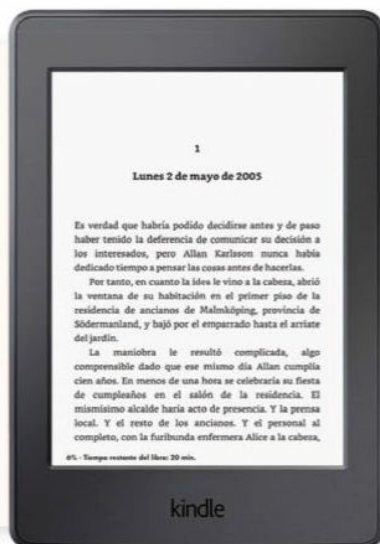 1
Lunes 2 de mayo de 2005
Es verdad que habría podido decidirse antes y de paso
haber tenido la deferencia de comunicar su decisión a
los interesados, pero Allan Karlsson nunca había
dedicado tiempo a pensar las cosas antes de hacerlas.
Por tanto, en cuanto la idea le vino a la cabeza, abrió
la ventana de su habitación en el primer piso de la
residencia de ancianos de Malmköping, provincia de
Södermanland, y bajó por el emparrado hasta el arriate
del jardín.
La maniobra le resultó complicada, algo
comprensible dado que ese mismo día Allan cumplía
cien años. En menos de una hora se celebraría su fiesta
de cumpleaños en el salón de la residencia. El
mismísimo alcalde haría acto de presencia. Y la prensa
local. Y el resto de los ancianos. Y el personal al
completo, con la furibunda enfermera Alice a la cabeza,
6% - Tiempo restante del libro: 20 min.
kindle